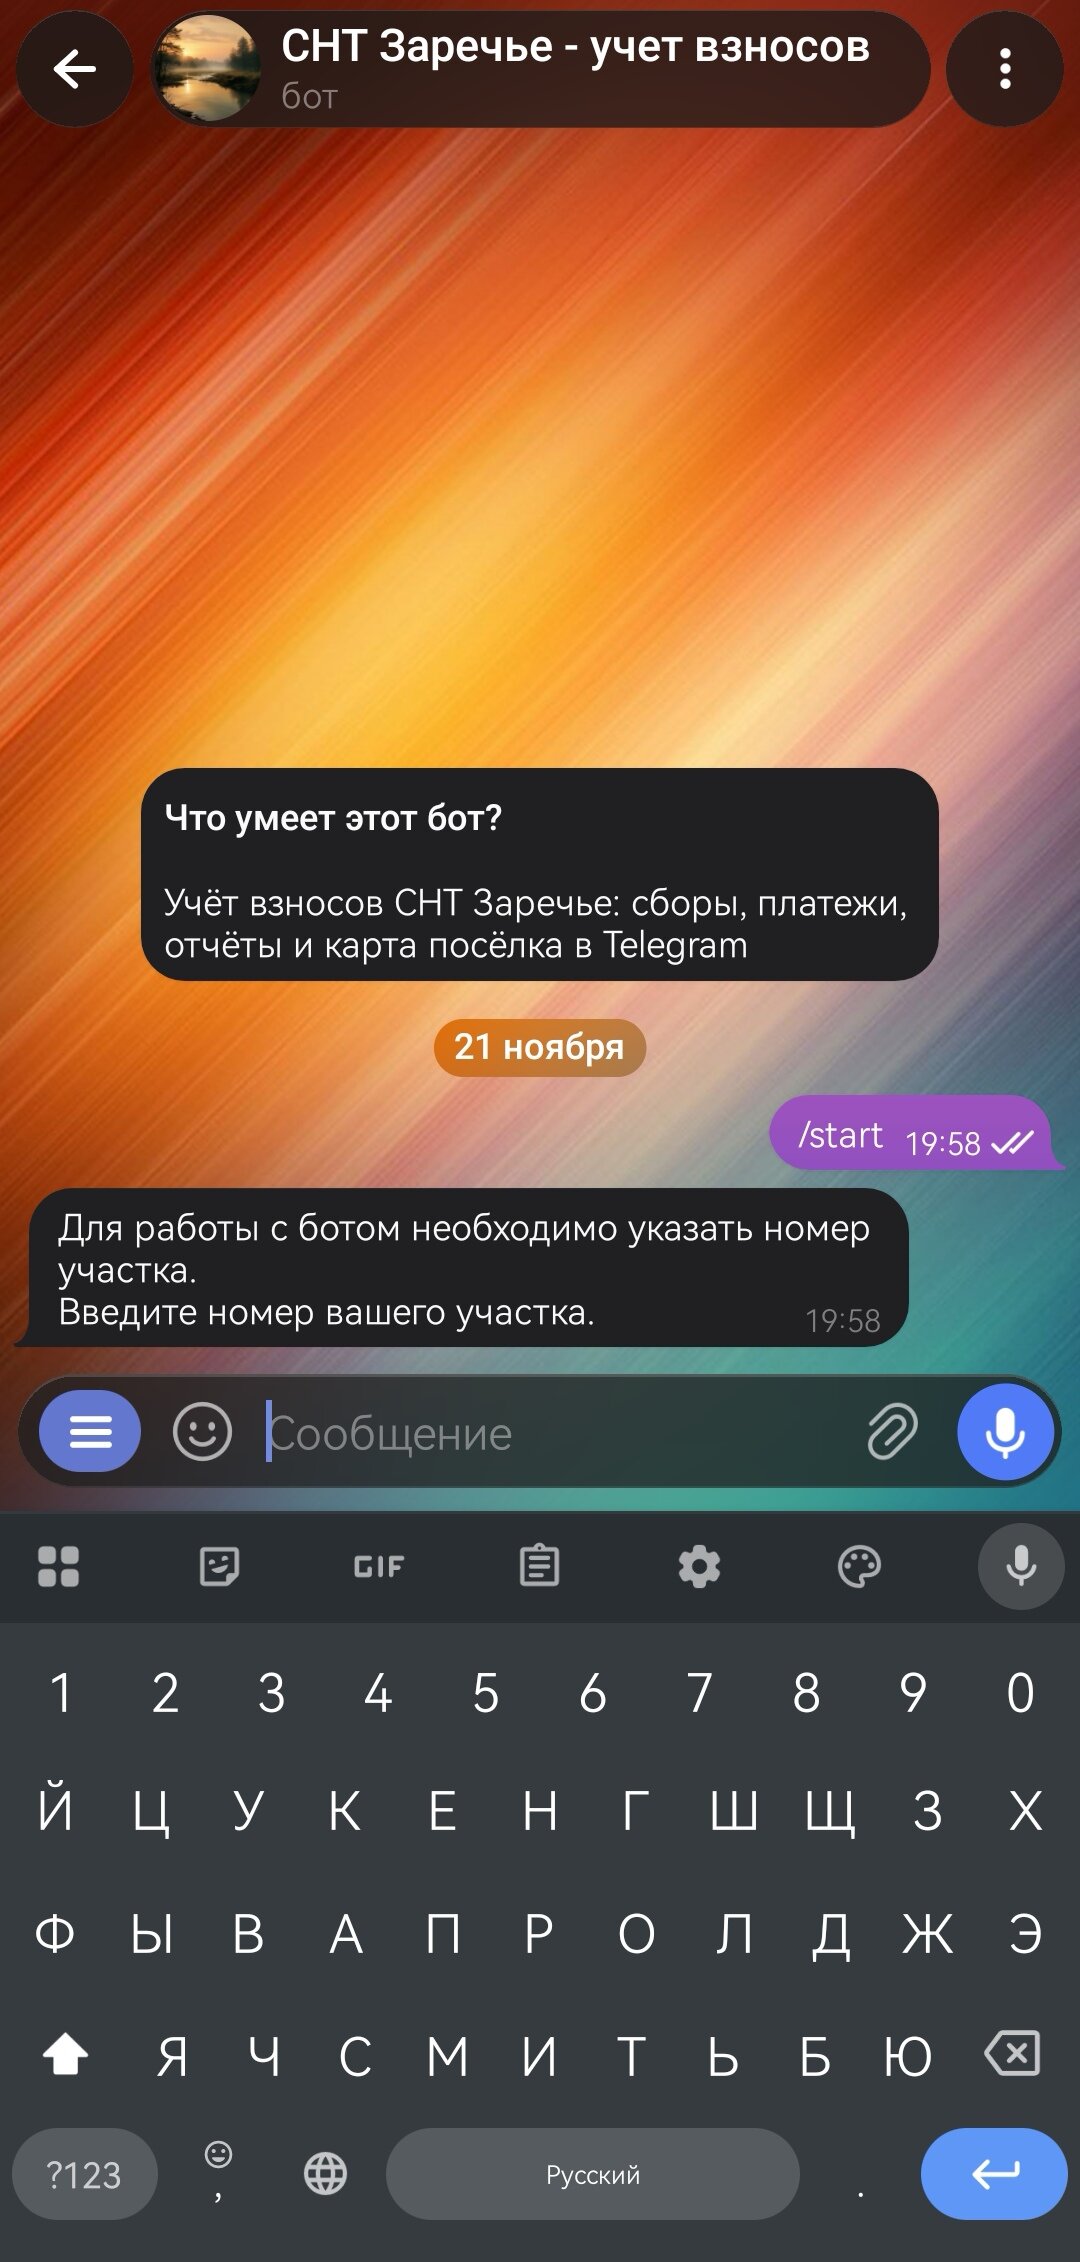 СНТ Заречье - учет взносов
бот
Что умеет этот бот?
Учёт взносов СНТ Заречье: сборы, платежи,
отчёты и карта посёлка в Telegram
21 ноября
/start 19:58
Для работы с ботом необходимо указать номер
участка.
Введите номер вашего участка. 19:58
Сообщение
GIF
1 2 3 4 5 6 7 8 9 0
Й Ц У К Е Н Г Ш Щ З Х
Ф Ы В А П Р О Л Д Ж Э
Я Ч С М И Т Ь Б Ю
?123 , Русский .